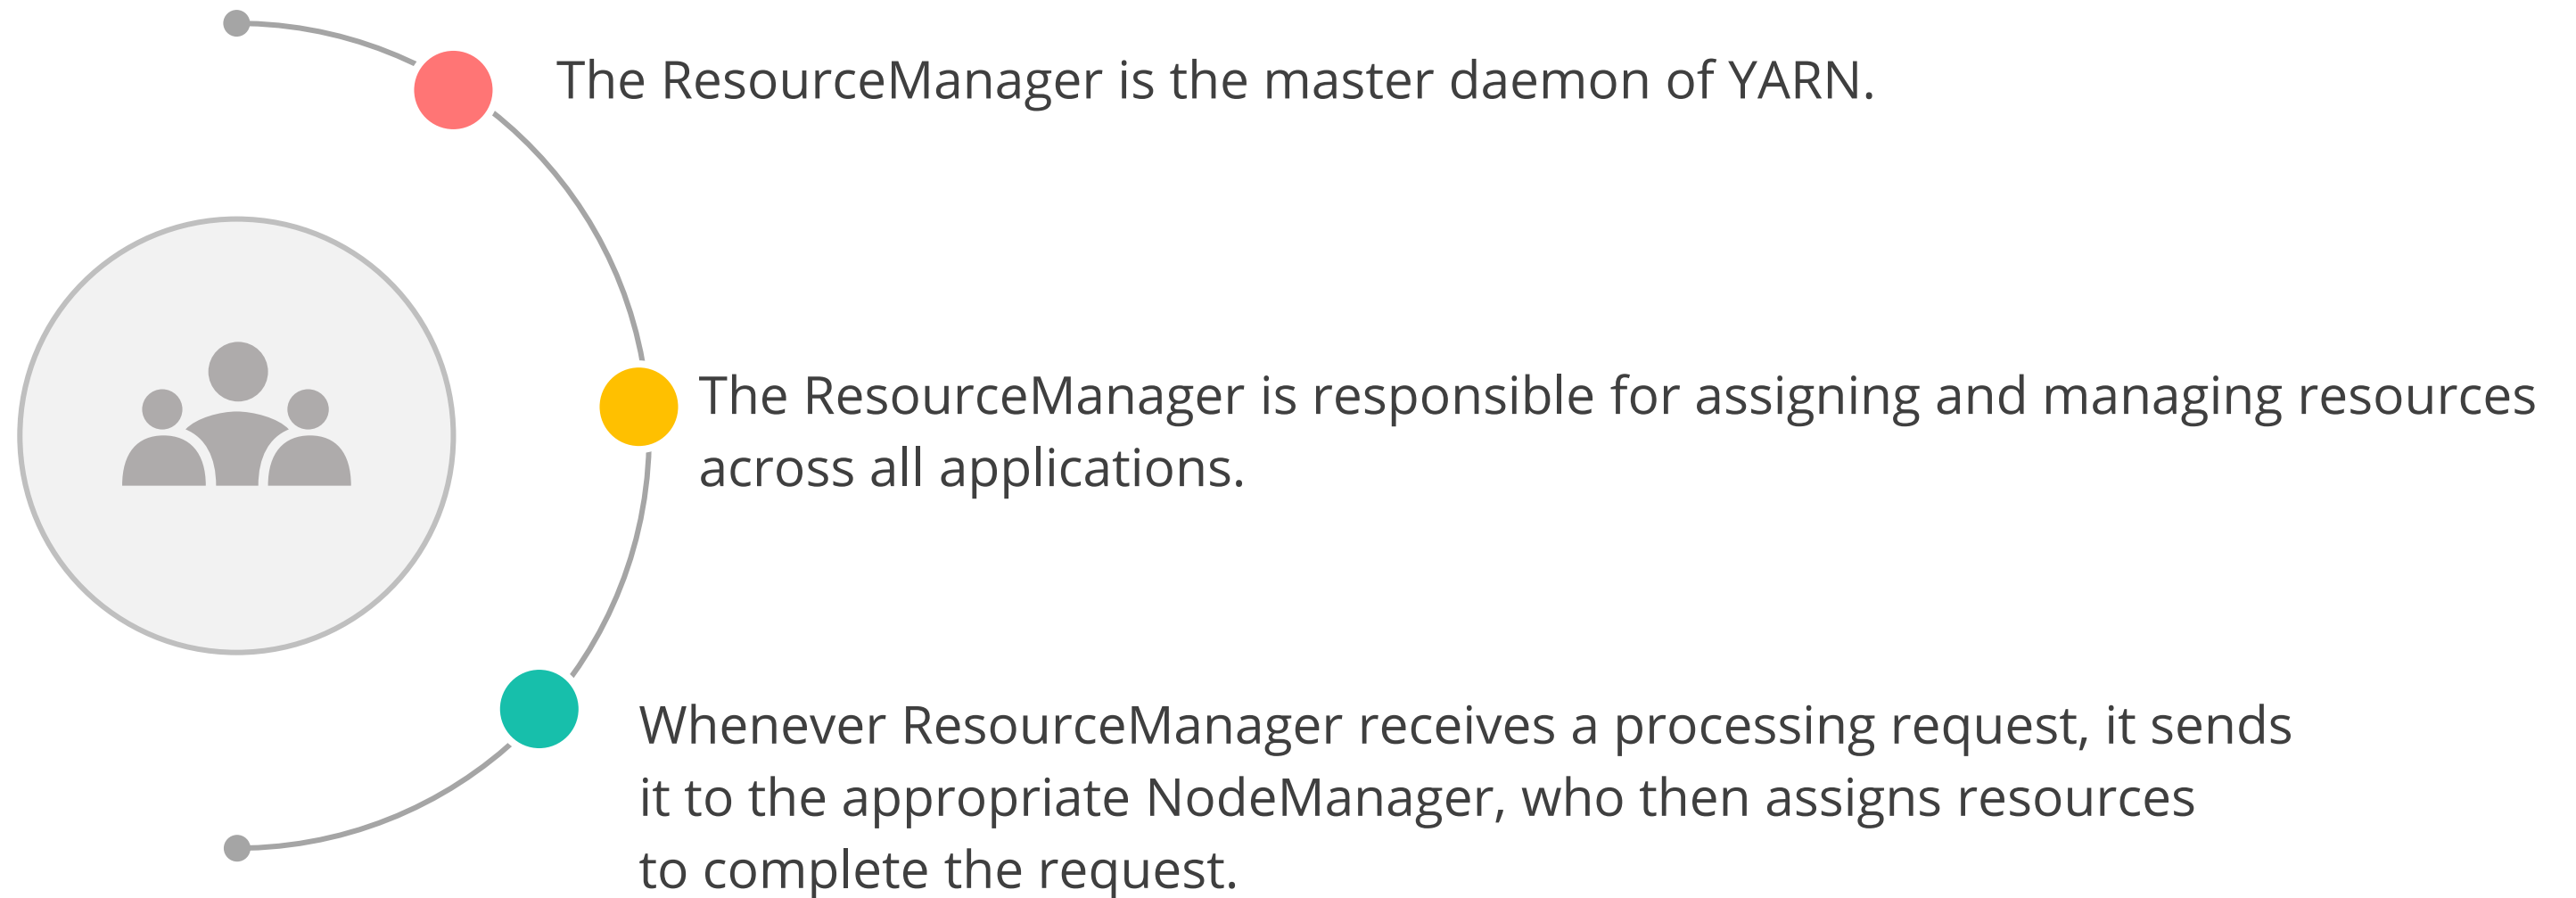 The ResourceManager is the master daemon of YARN.
The ResourceManager is responsible for assigning and managing resources
across all applications.
Whenever ResourceManager receives a processing request, it sends
it to the appropriate NodeManager, who then assigns resources
to complete the request.